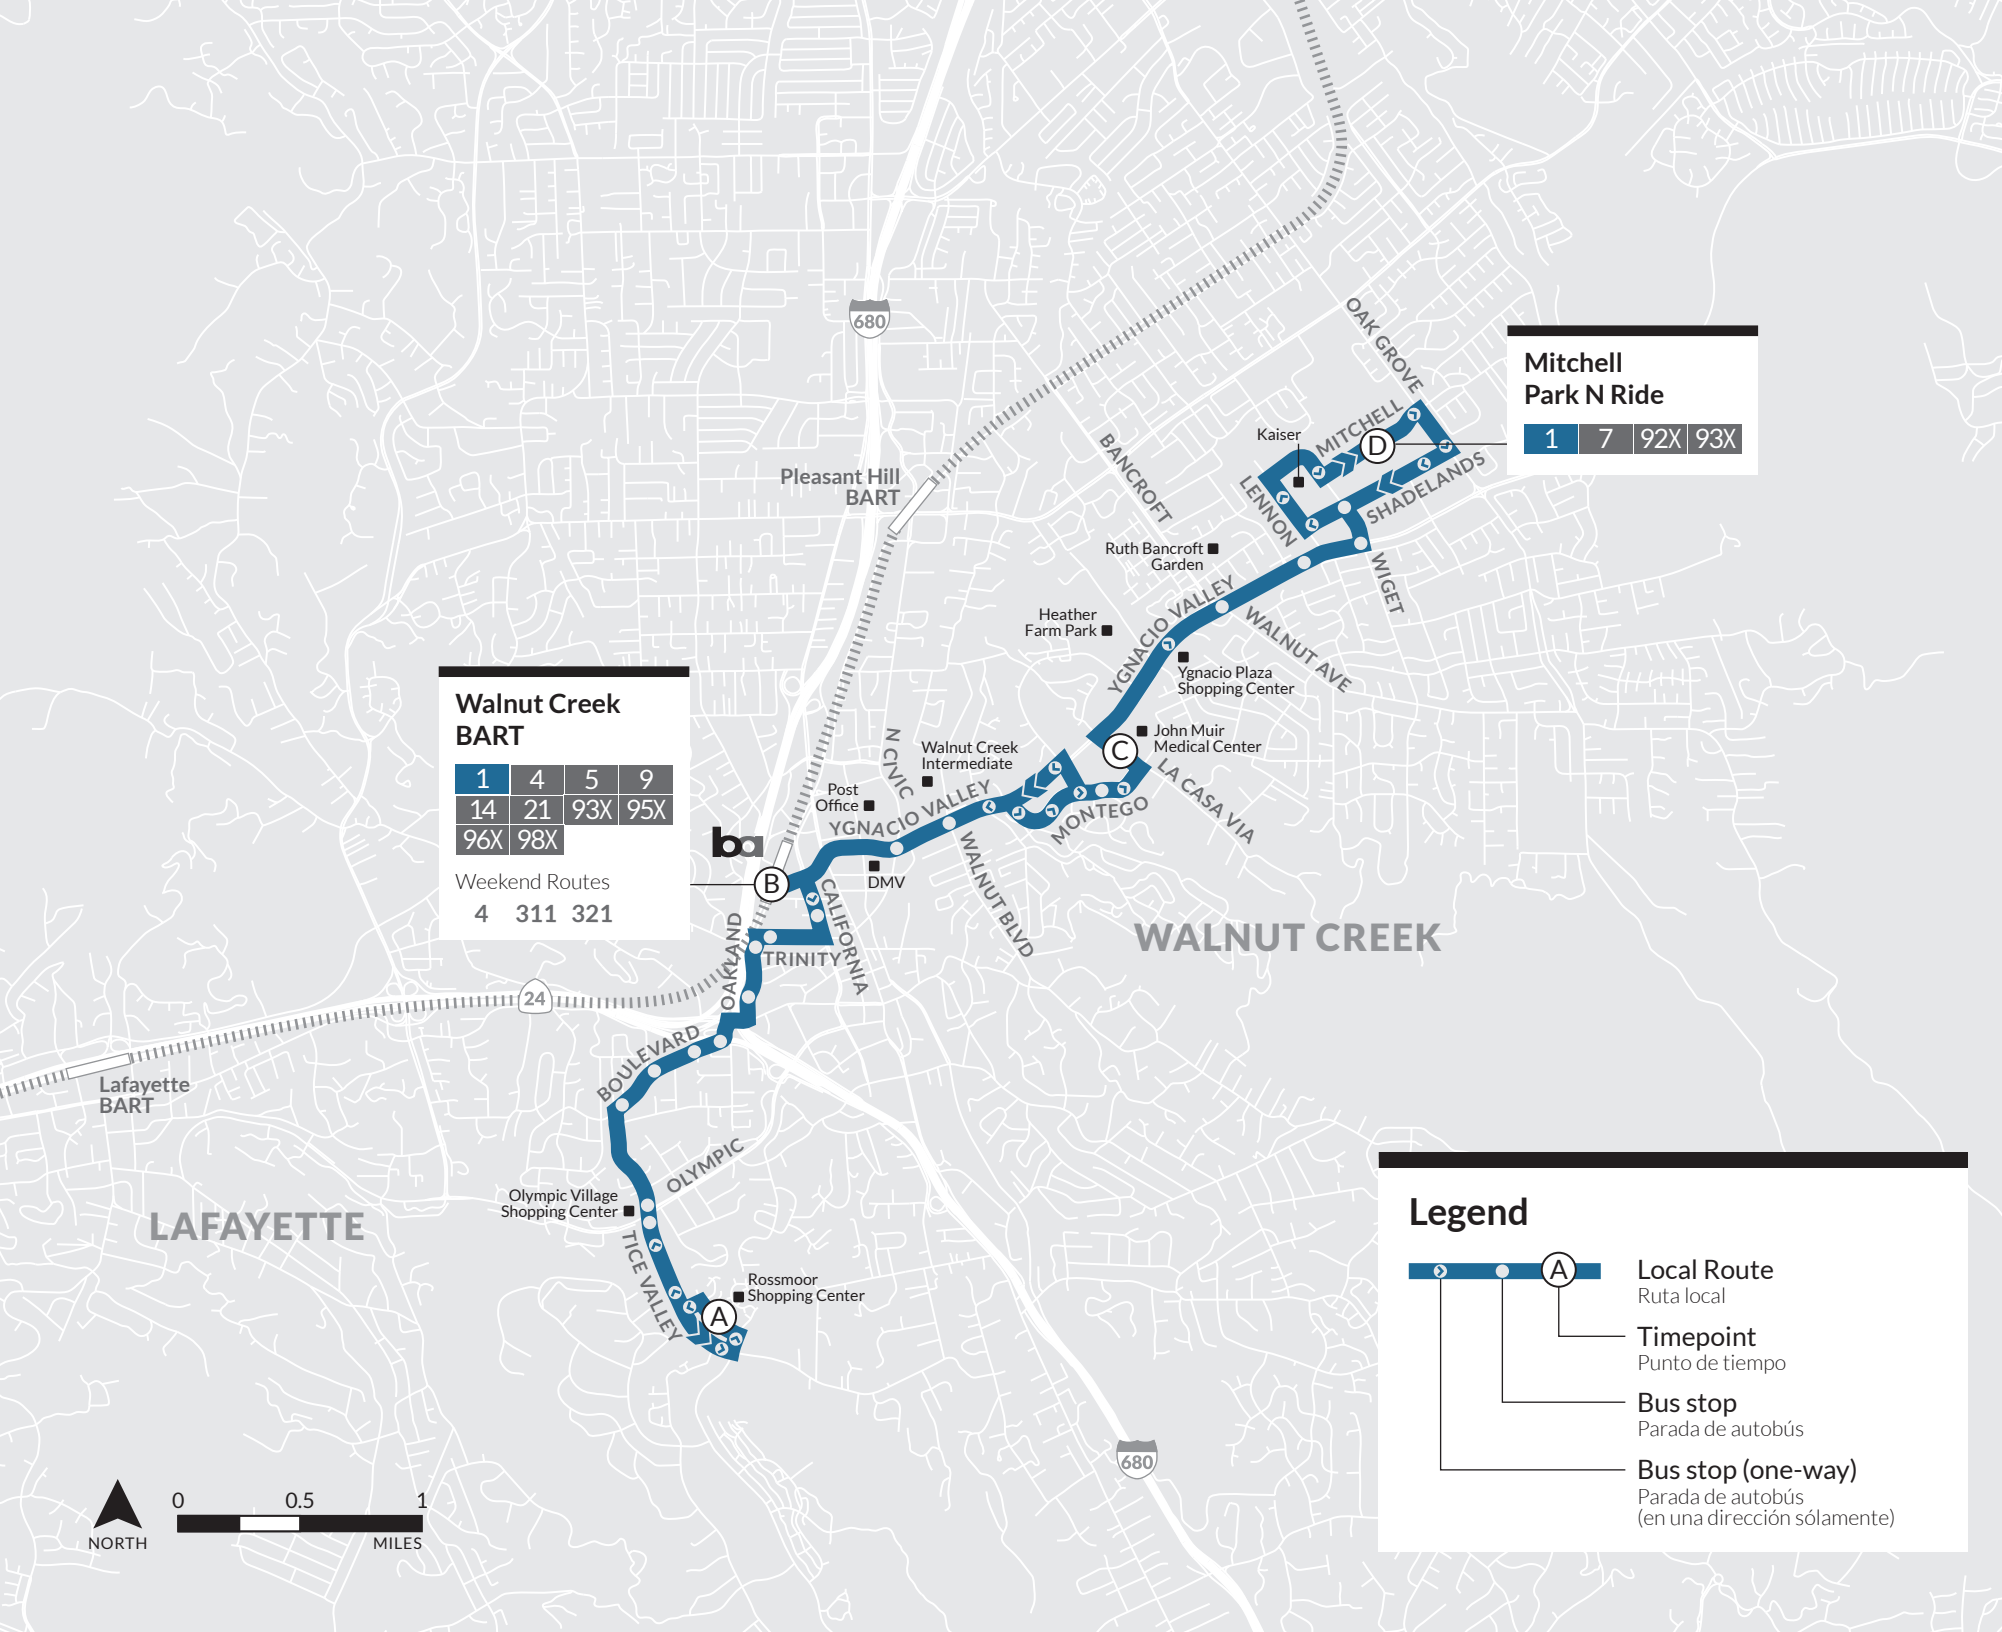 680
OAK GROVE
Mitchell
Park N Ride
1 7 92X 93X
MITCHELL
D
Kaiser
BANCROFT
SHADELANDS
LENNON
Pleasant Hill
BART
Ruth Bancroft
Garden
WIGET
YGNACIO VALLEY
WALNUT AVE
Heather
Farm Park
Ygnacio Plaza
Shopping Center
Walnut Creek
BART
1 4 5 9
14 21 93X 95X
96X 98X
Weekend Routes
4 311 321
N CIVIC
Walnut Creek
Intermediate
C
John Muir
Medical Center
LA CASA VIA
Post
Office
YGNACIO VALLEY
MONTEGO
ba
B
DMV
WALNUT BLVD
CALIFORNIA
OAKLAND
TRINITY
WALNUT CREEK
24
BOULEVARD
Lafayette
BART
OLYMPIC
Olympic Village
Shopping Center
LAFAYETTE
TICE VALLEY
Rossmoor
Shopping Center
A
680
NORTH
0 0.5 1
MILES
Legend
A
Local Route
Ruta local
Timepoint
Punto de tiempo
Bus stop
Parada de autobús
Bus stop (one-way)
Parada de autobús
(en una dirección sólamente)